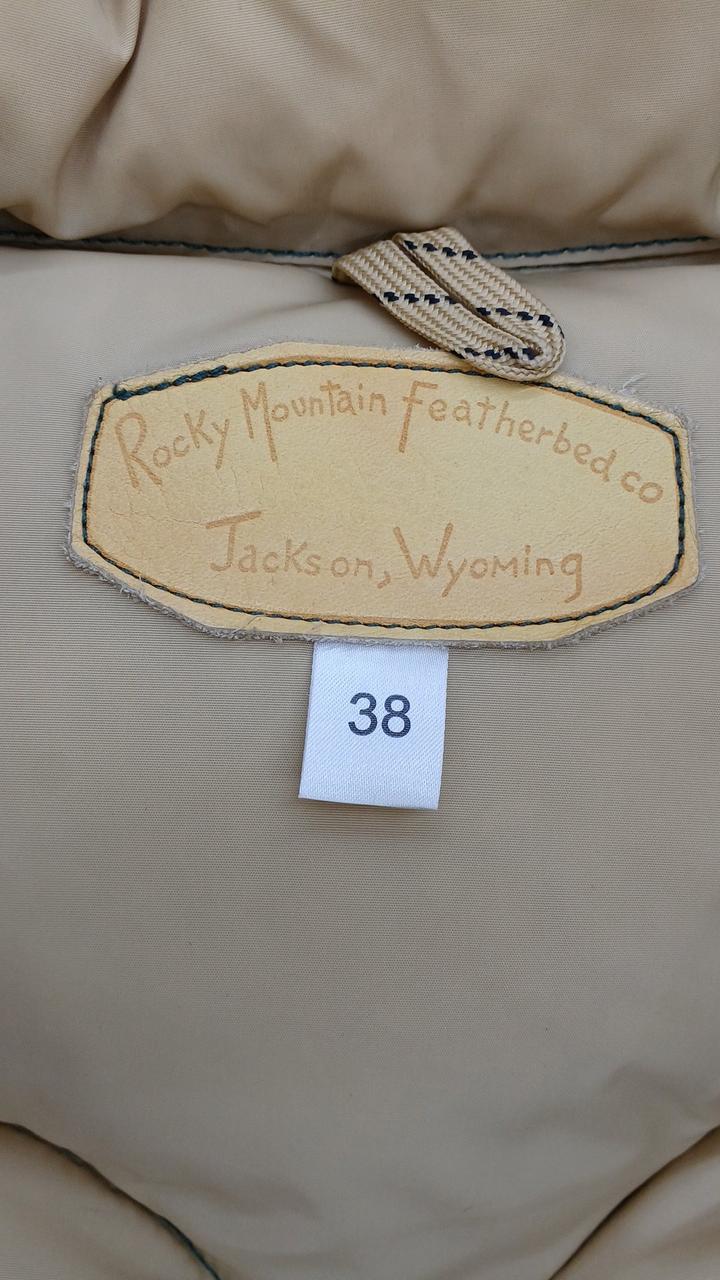 Rocky Mountain Featherbed co
Jackson, Wyoming
38